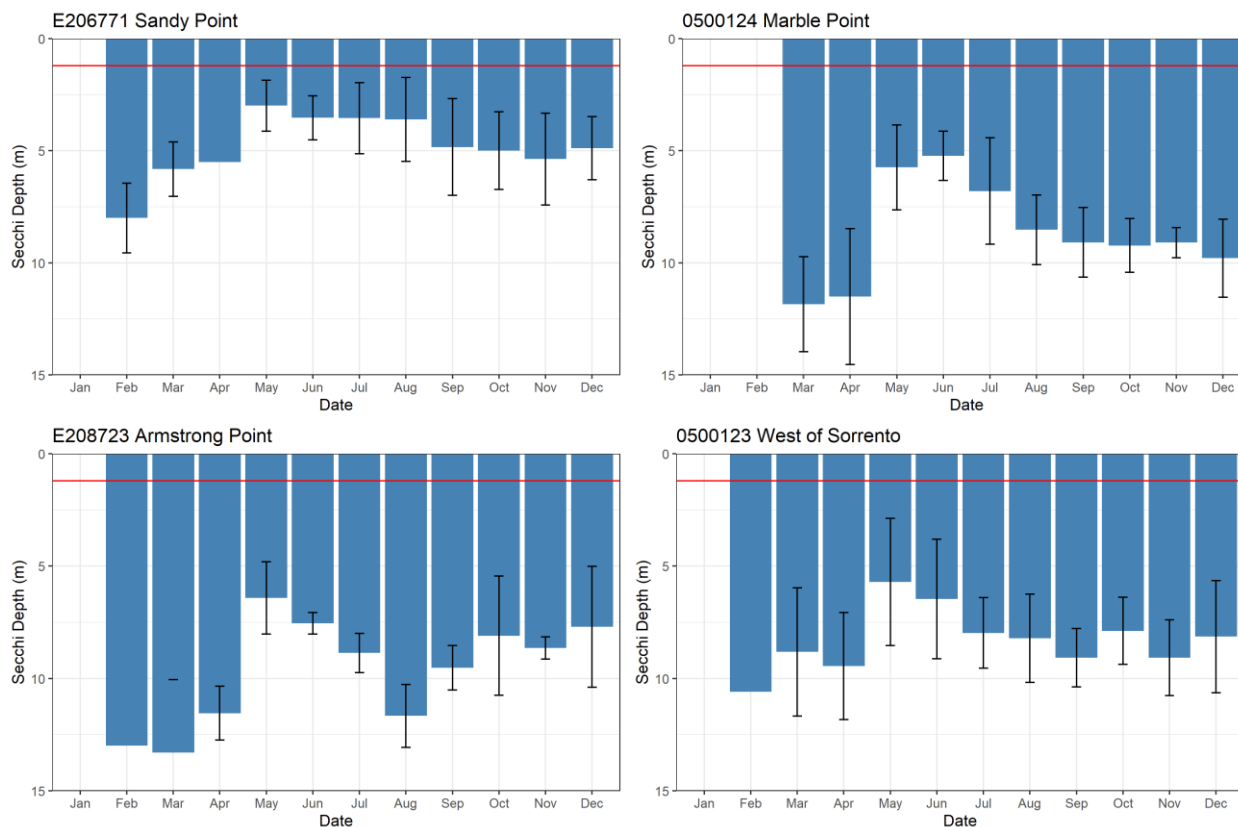 E206771 Sandy Point
0
5
10
15
Secchi Depth (m)
Jan Feb Mar Apr May Jun Jul Aug Sep Oct Nov Dec
Date
0500124 Marble Point
0
5
10
15
Secchi Depth (m)
Jan Feb Mar Apr May Jun Jul Aug Sep Oct Nov Dec
Date
E208723 Armstrong Point
0
5
10
15
Secchi Depth (m)
Jan Feb Mar Apr May Jun Jul Aug Sep Oct Nov Dec
Date
0500123 West of Sorrento
0
5
10
15
Secchi Depth (m)
Jan Feb Mar Apr May Jun Jul Aug Sep Oct Nov Dec
Date